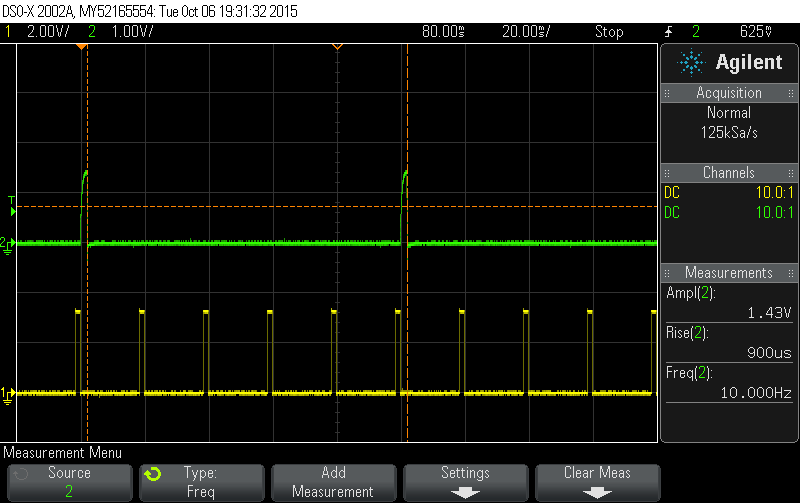 DSO-X 2002A, MY52165554: Tue Oct 06 19:31:32 2015
1 2.00V/ 2 1.00V/ 80.00ms 20.00ms/ Stop 2 625mV
Agilent
Acquisition
Normal
125kSa/s
Channels
DC 10.0:1
DC 10.0:1
Measurements
Ampl(2):
1.43V
Rise(2):
900us
Freq(2):
10.000Hz
T
2
1
Measurement Menu
Source
2
Type:
Freq
Add
Measurement
Settings
Clear Meas